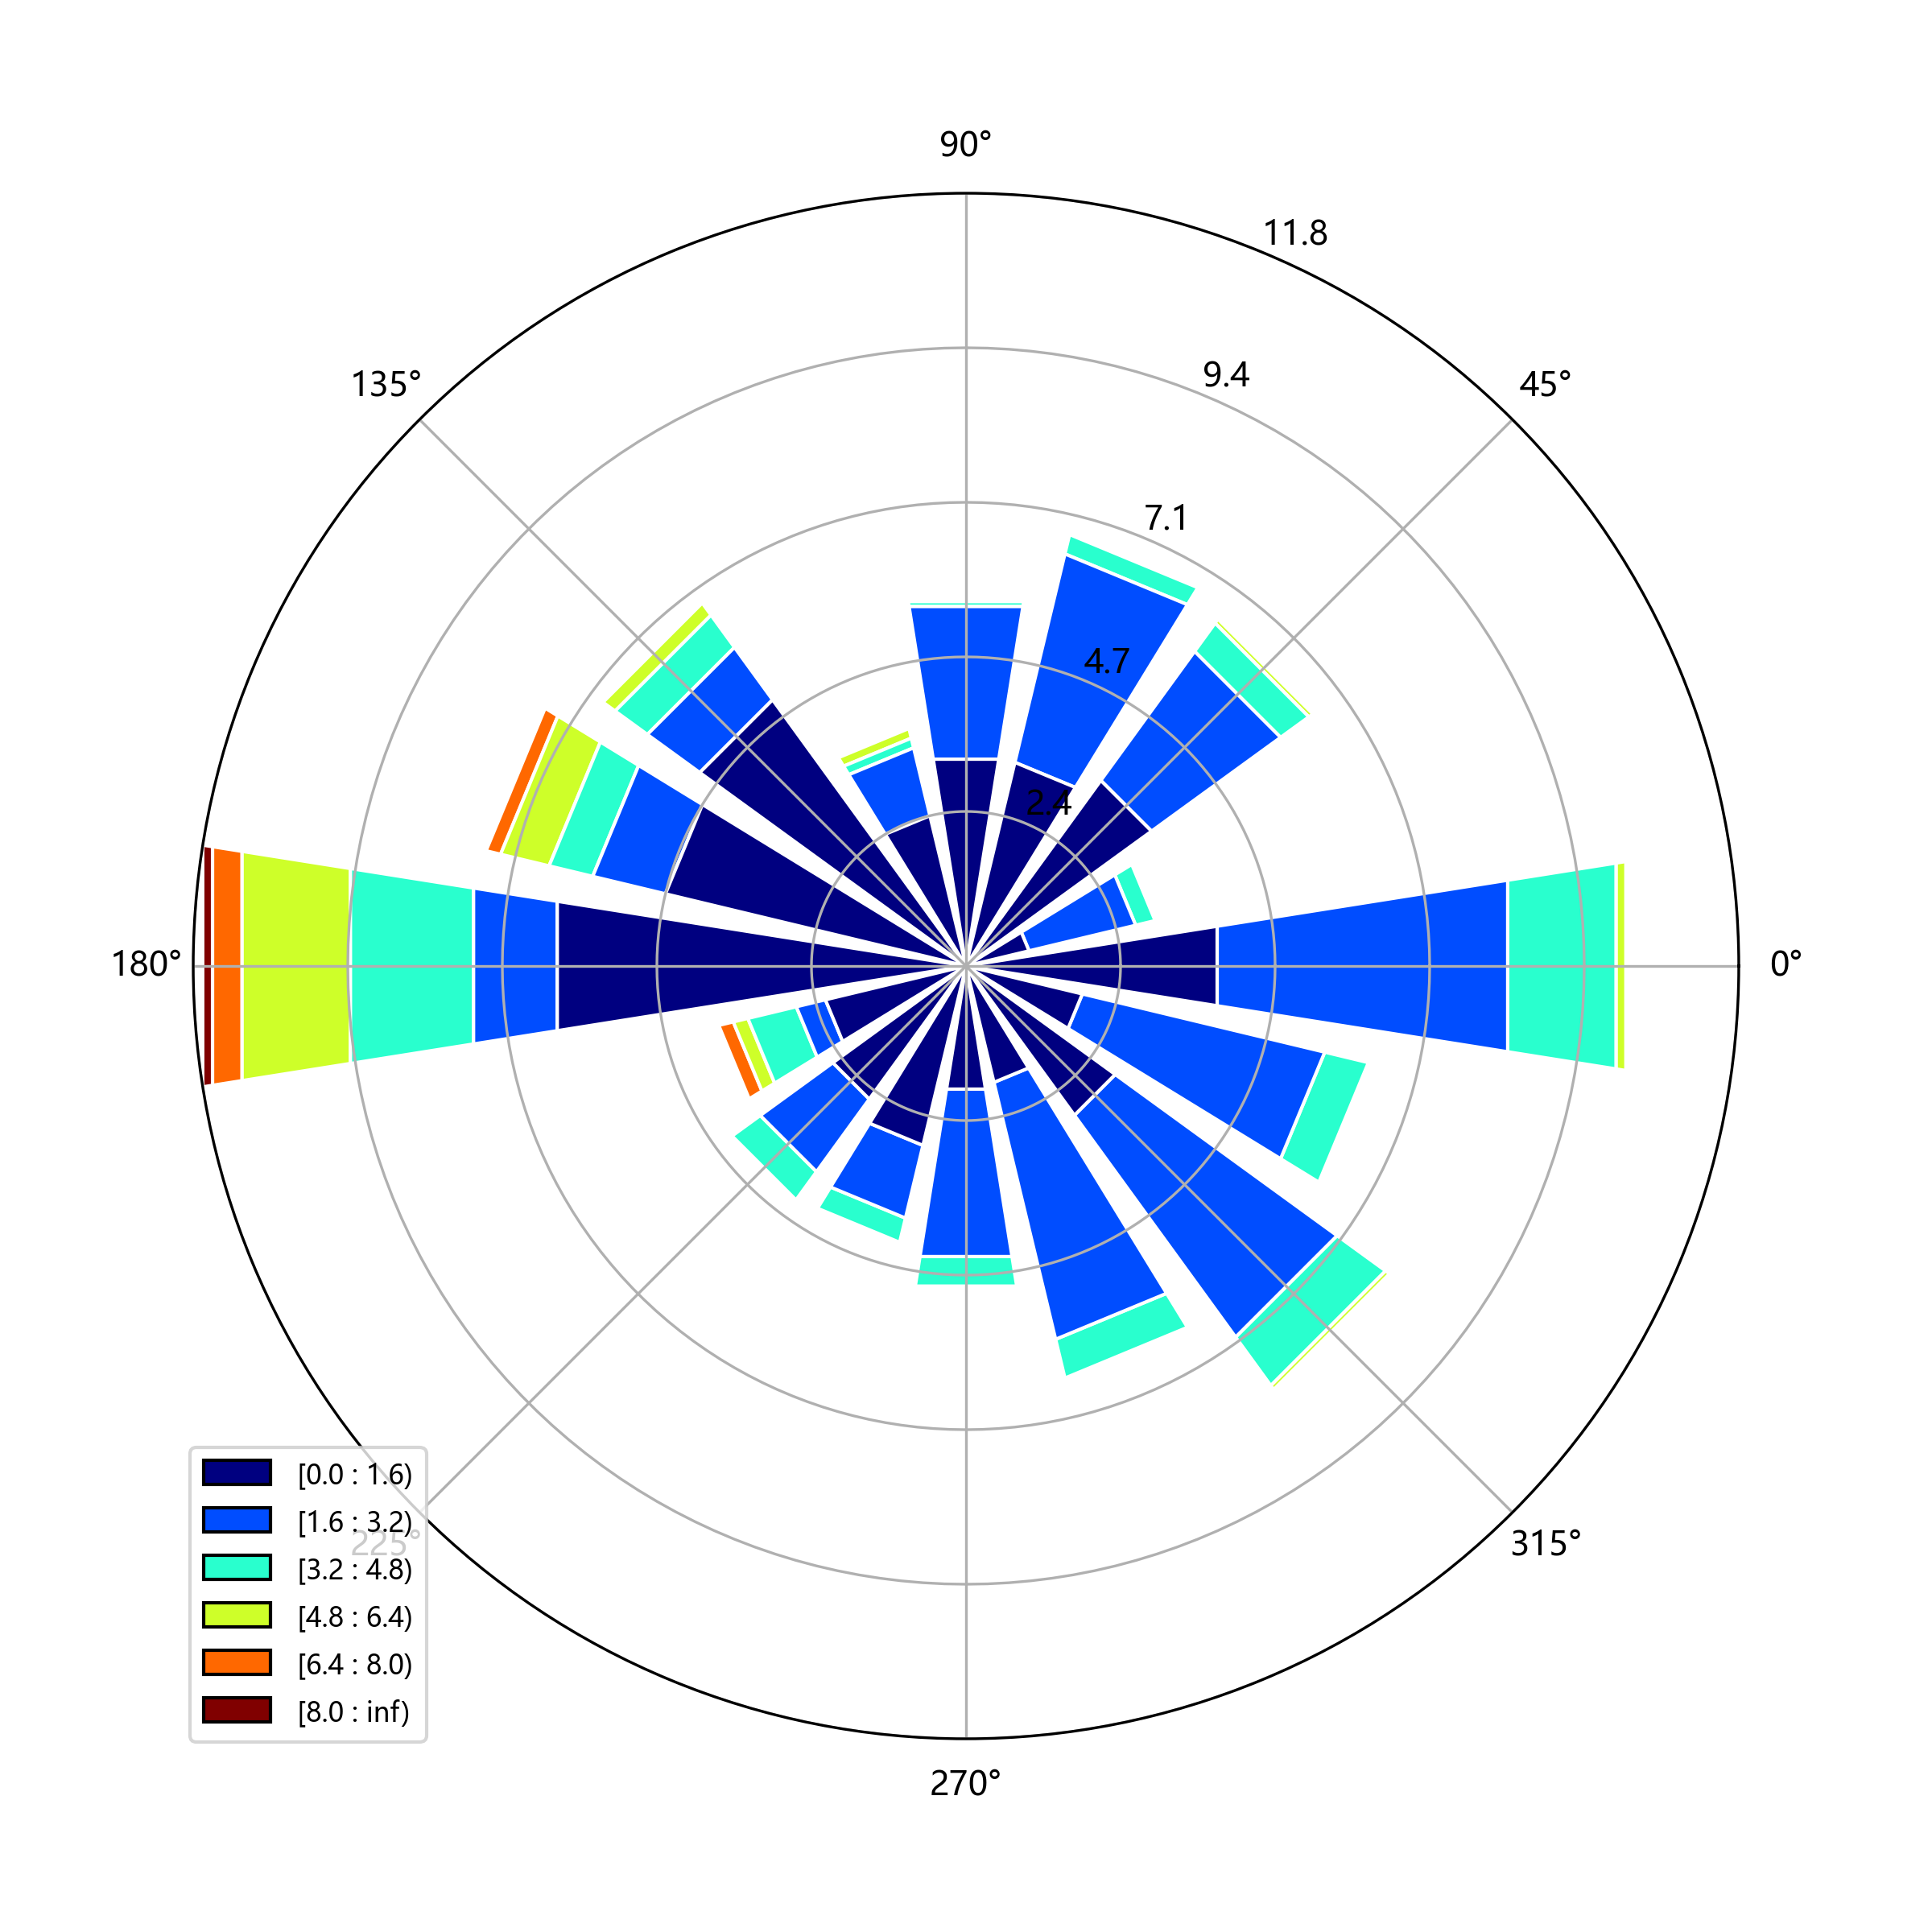 90°
11.8
9.4
135°
45°
7.1
4.7
2.4
180°
0°
[0.0 : 1.6)
[1.6 : 3.2)
225°
315°
[3.2 : 4.8)
[4.8 : 6.4)
[6.4 : 8.0)
[8.0 : inf)
270°